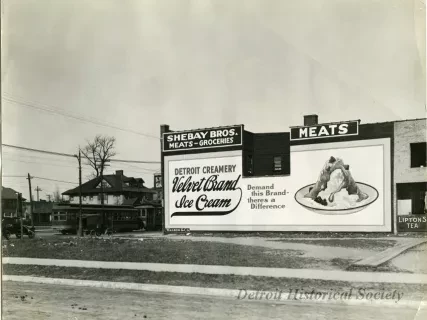 SHEBAY BROS.
MEATS - GROCERIES
MEATS
DETROIT CREAMERY
Velvet Brand
Ice Cream
Demand
this Brand-
theres a
Difference
LIPTON'S
TEA
Detroit Historical Society